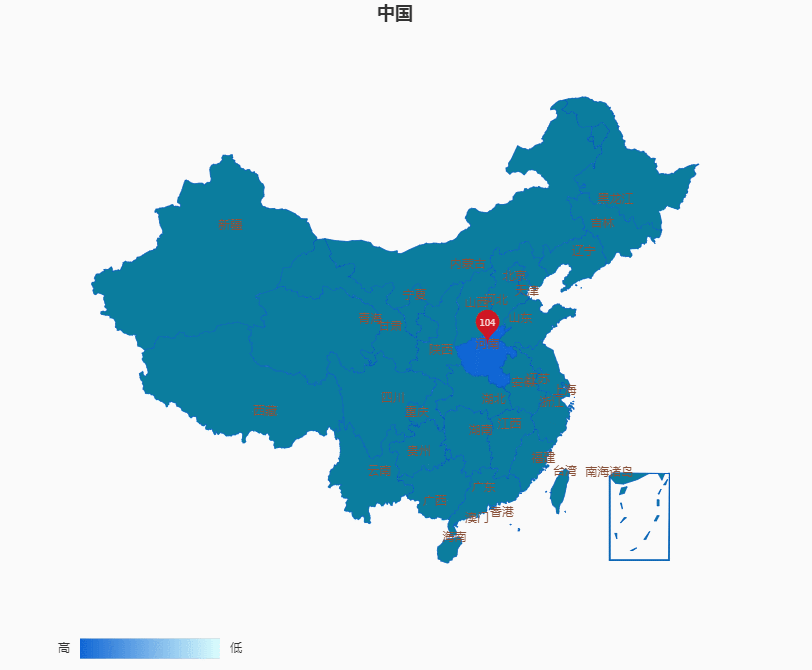 中国
黑龙江
吉林
新疆
辽宁
内蒙古
北京
津
宁夏
山西
河北
青海
甘肃
山东
104
河南
陕西
江苏
安徽
上海
四川
湖北
浙江
西藏
重庆
江西
湖南
贵州
福建
云南
台湾
南海诸岛
广东
广西
香港
澳门
海南
高
低